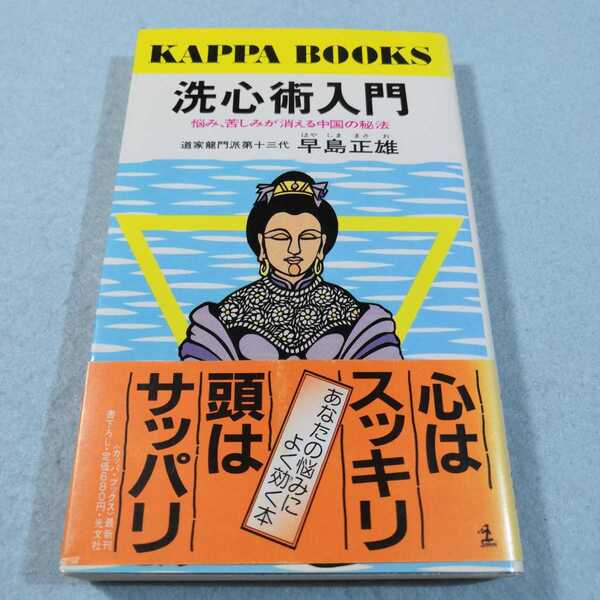 KAPPA BOOKS
洗心術入門
悩み、苦しみが消える中国の秘法
はやしままさお
道家龍門派第十三代 早島正雄
心は
スッキリ
あなたの悩みに
よく効く本
頭は
サッパリ
〈カッパ・ブックス〉最新刊
書下ろし・定価680円・光文社